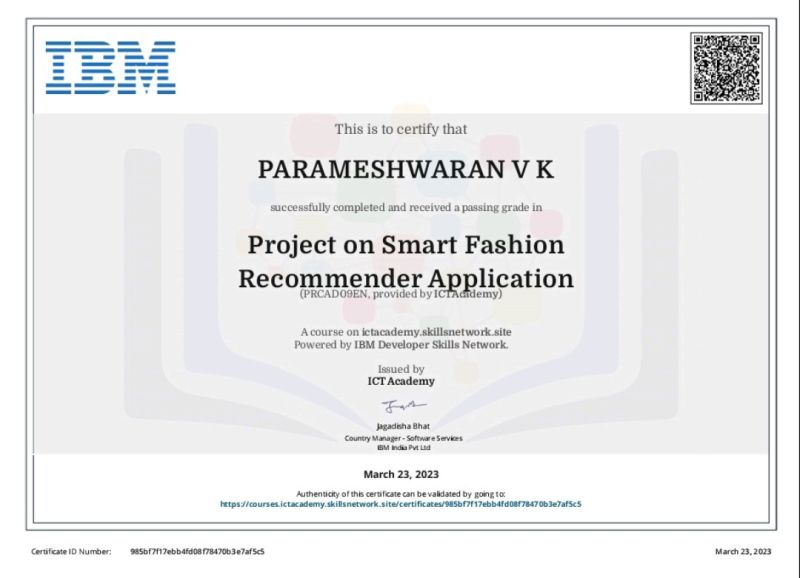 IBM
This is to certify that
PARAMESHWARAN V K
successfully completed and received a passing grade in
Project on Smart Fashion
Recommender Application
(PRCAD09EN, provided by ICTAcademy)
A course on ictacademy.skillsnetwork.site
Powered by IBM Developer Skills Network.
Issued by
ICT Academy
Jagadisha Bhat
Country Manager - Software Services
IBM India Pvt Ltd
March 23, 2023
Authenticity of this certificate can be validated by going to:
https://courses.ictacademy.skillsnetwork.site/certificates/985bf7f17ebb4fd08f78470b3e7af5c5
Certificate ID Number: 985bf7f17ebb4fd08f78470b3e7af5c5 March 23, 2023